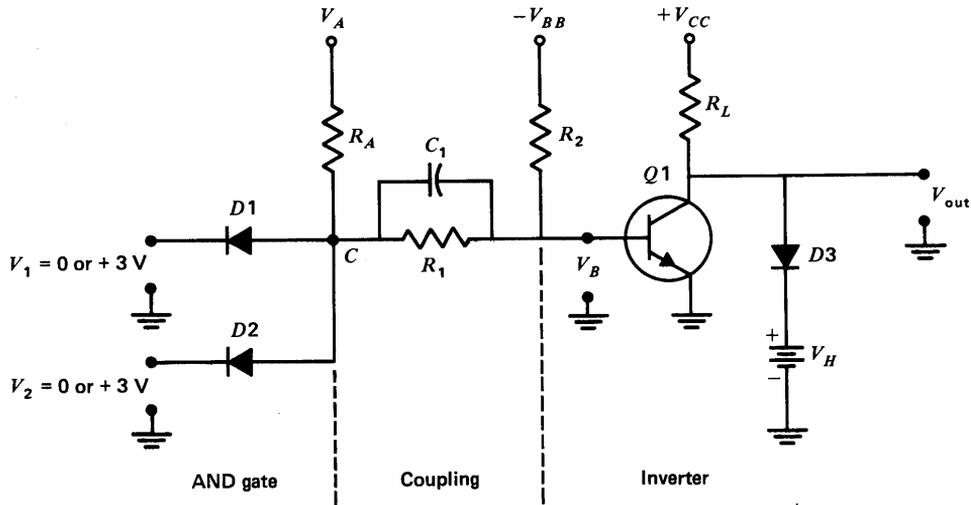 V_A
−V_BB
+V_CC
R_A
C_1
R_2
R_L
Q1
D1
C
R_1
V_B
V_out
V_1 = 0 or + 3 V
D3
D2
+
V_H
−
V_2 = 0 or + 3 V
AND gate
Coupling
Inverter